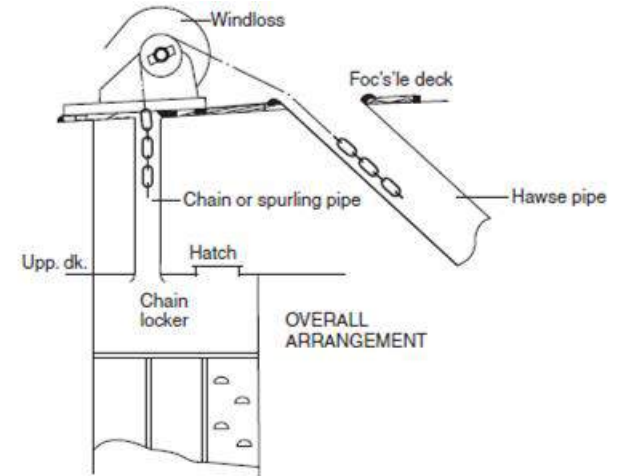 Windloss
Foc's'le deck
Chain or spurling pipe
Hawse pipe
Upp. dk.
Hatch
Chain
locker
OVERALL
ARRANGEMENT